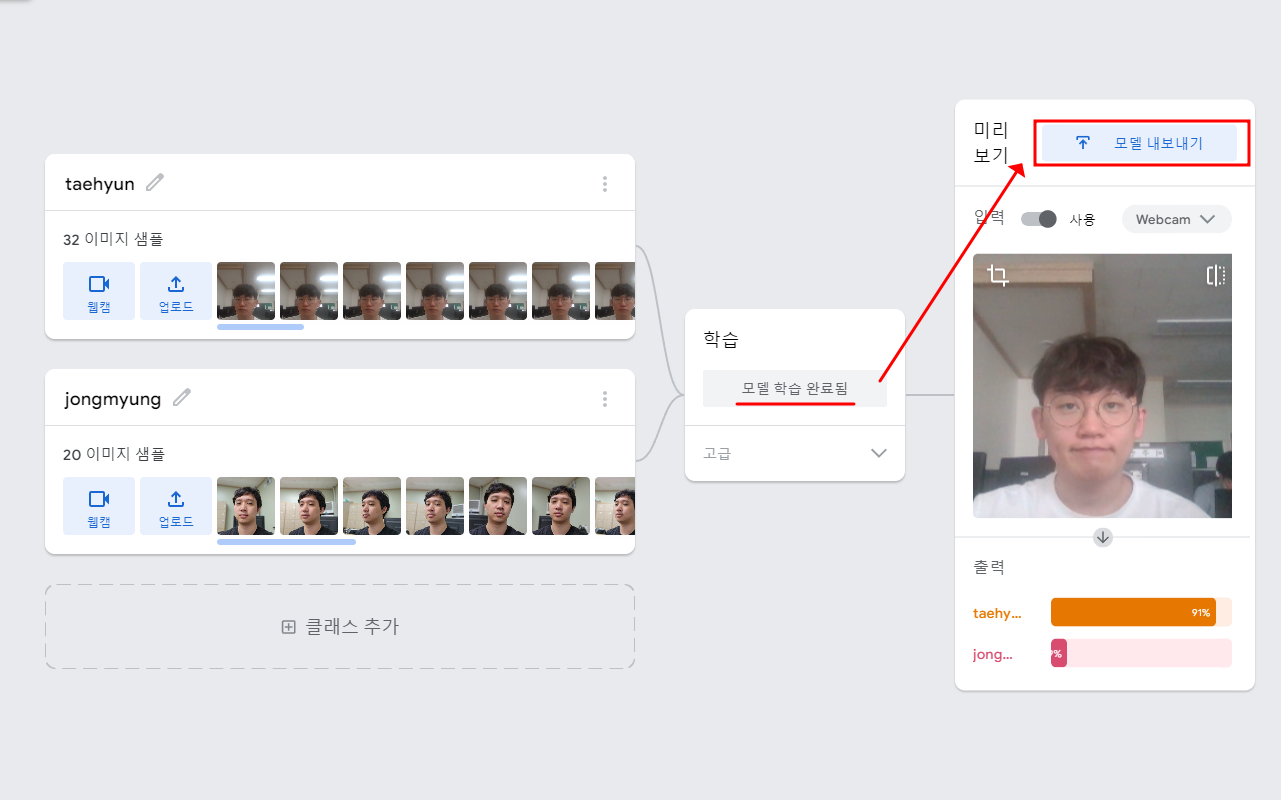 taehyun
32 이미지 샘플
웹캠
업로드
jongmyung
20 이미지 샘플
웹캠
업로드
클래스 추가
학습
모델 학습 완료됨
고급
미리
보기
모델 내보내기
입력
사용
Webcam
출력
taehy...
91%
jong...
9%